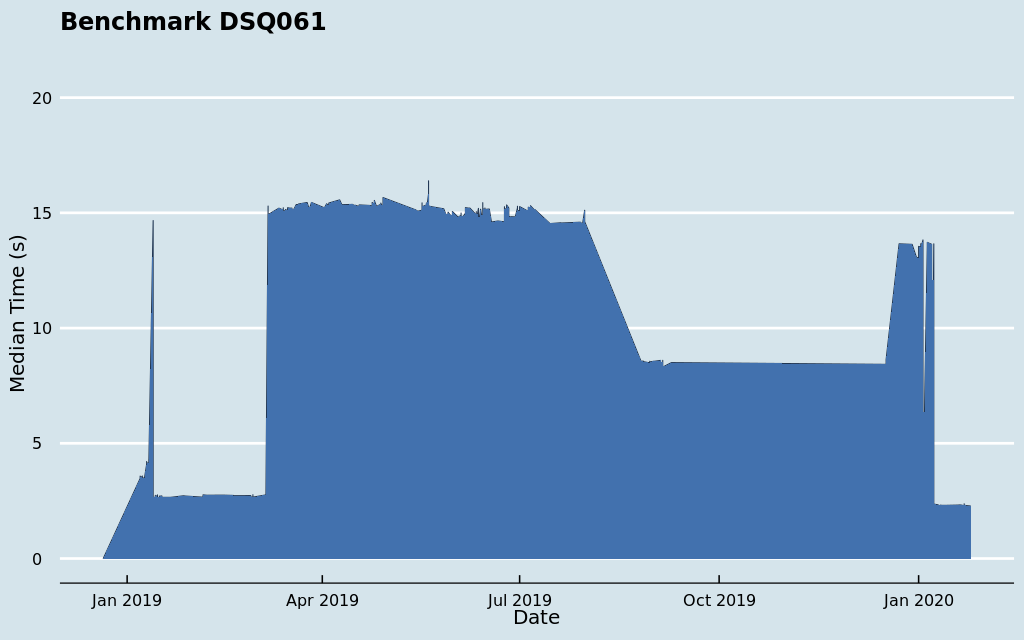 Benchmark DSQ061
Median Time (s)
20
15
10
5
0
Jan 2019
Apr 2019
Jul 2019
Oct 2019
Jan 2020
Date